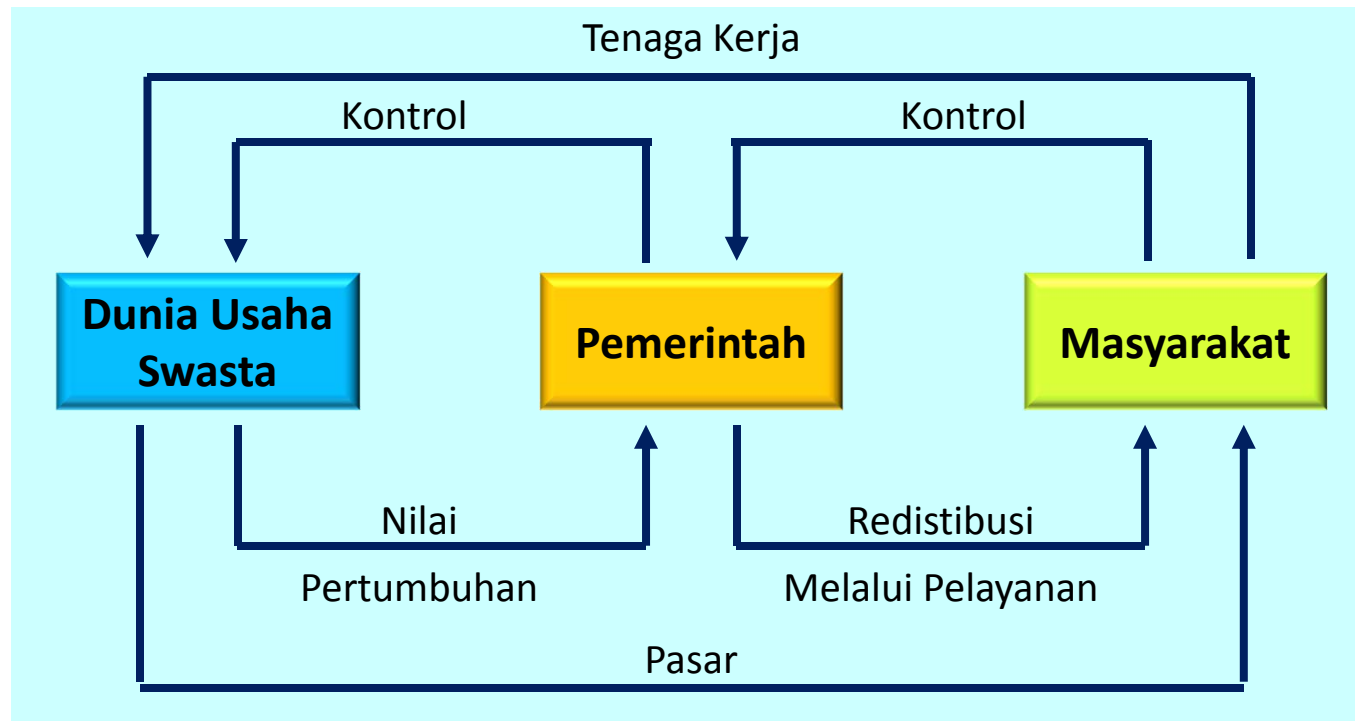 Tenaga Kerja
Kontrol
Kontrol
Dunia Usaha
Swasta
Pemerintah
Masyarakat
Nilai
Redistibusi
Pertumbuhan
Melalui Pelayanan
Pasar